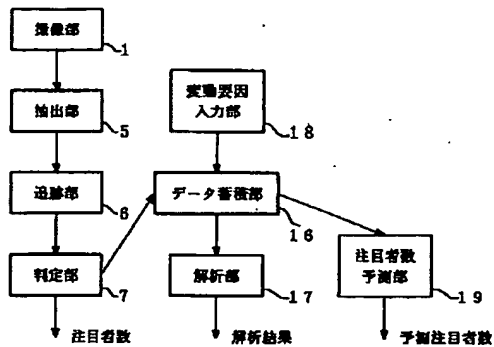 撮像部
1
抽出部
5
追跡部
6
判定部
7
注目者数
変動要因
入力部
18
データ蓄積部
16
解析部
17
解析結果
注目者数
予測部
19
予測注目者数